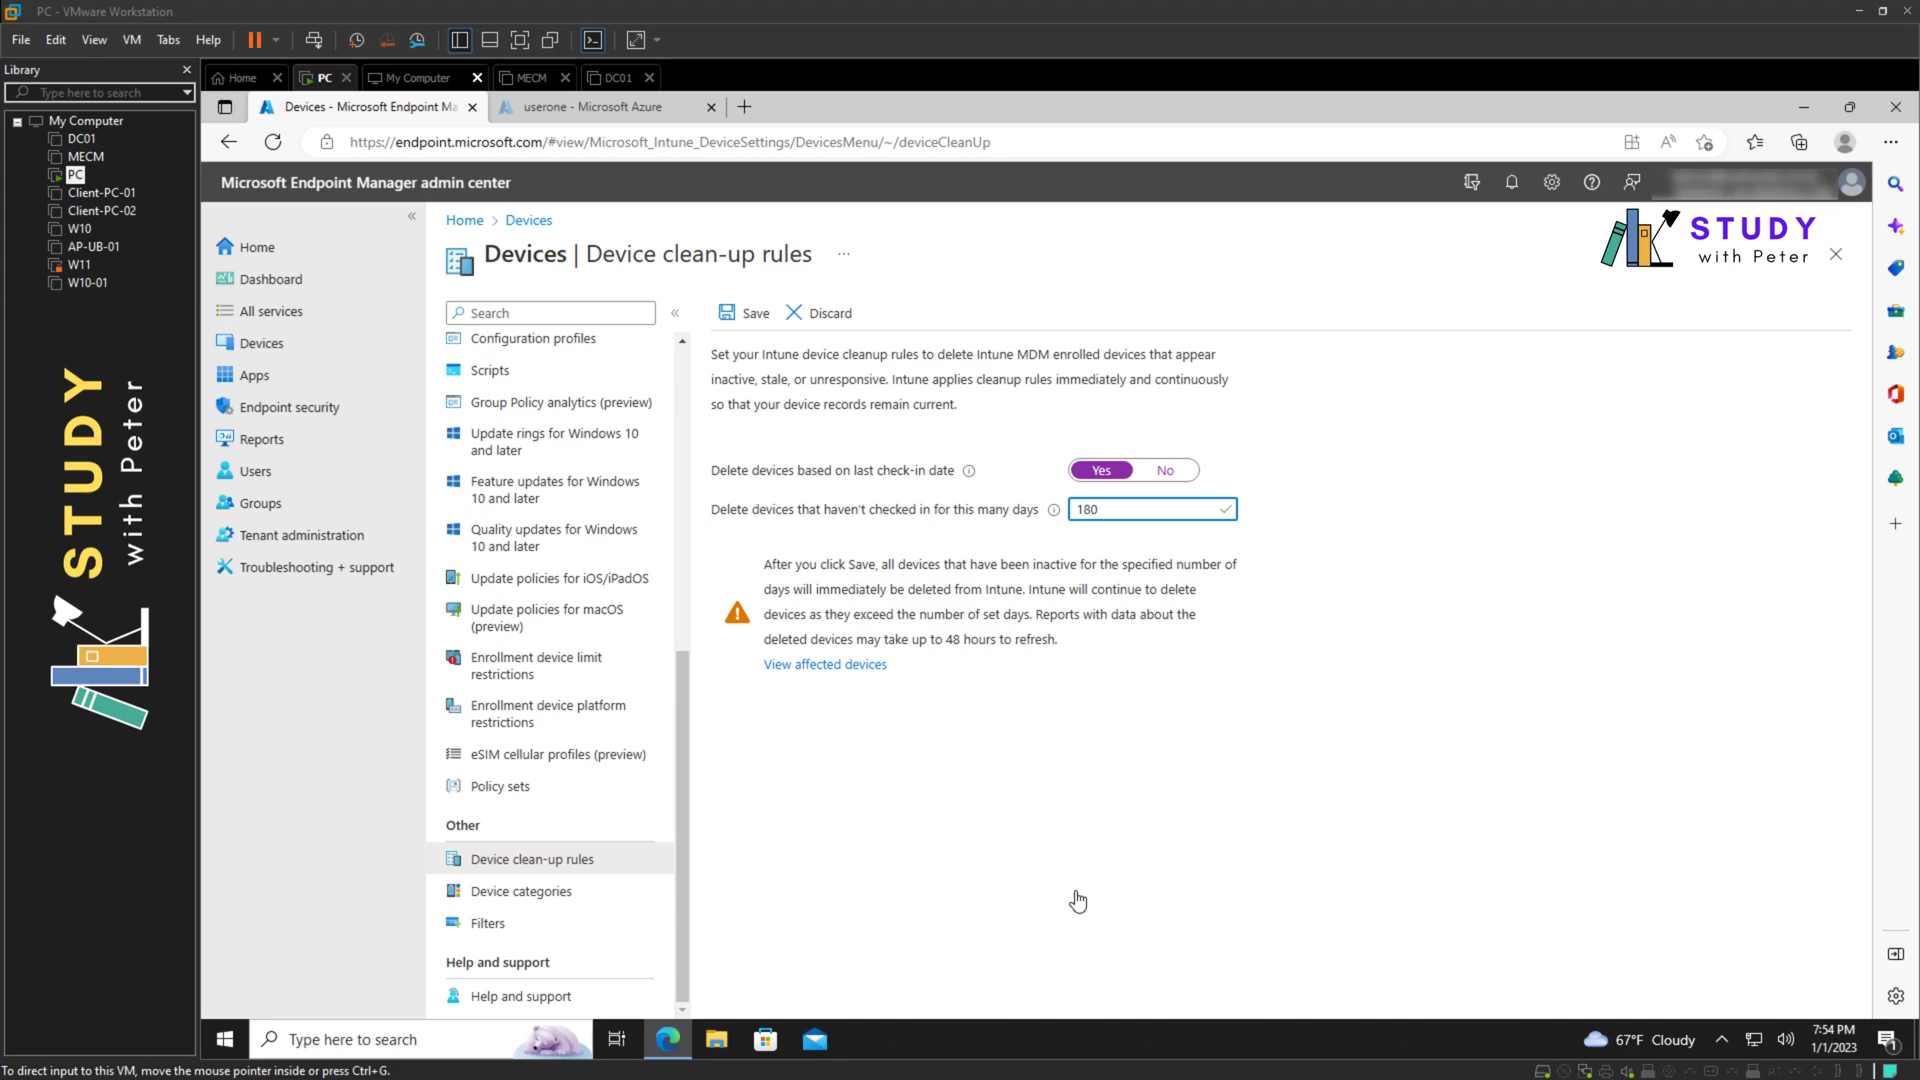 PC - VMware Workstation
File Edit View VM Tabs Help
Library
Type here to search
My Computer
DC01
MECM
PC
Client-PC-01
Client-PC-02
W10
AP-UB-01
W11
W10-01
STUDY
with Peter
Home
PC
My Computer
MECM
DC01
Devices - Microsoft Endpoint Ma
userone - Microsoft Azure
https://endpoint.microsoft.com/#view/Microsoft_Intune_DeviceSettings/DevicesMenu/~/deviceCleanUp
Microsoft Endpoint Manager admin center
Home
Dashboard
All services
Devices
Apps
Endpoint security
Reports
Users
Groups
Tenant administration
Troubleshooting + support
Home > Devices
Devices | Device clean-up rules
...
STUDY
with Peter
Search
Configuration profiles
Scripts
Group Policy analytics (preview)
Update rings for Windows 10
and later
Feature updates for Windows
10 and later
Quality updates for Windows
10 and later
Update policies for iOS/iPadOS
Update policies for macOS
(preview)
Enrollment device limit
restrictions
Enrollment device platform
restrictions
eSIM cellular profiles (preview)
Policy sets
Other
Device clean-up rules
Device categories
Filters
Help and support
Help and support
Save Discard
Set your Intune device cleanup rules to delete Intune MDM enrolled devices that appear
inactive, stale, or unresponsive. Intune applies cleanup rules immediately and continuously
so that your device records remain current.
Delete devices based on last check-in date
Yes No
Delete devices that haven't checked in for this many days
180
After you click Save, all devices that have been inactive for the specified number of
days will immediately be deleted from Intune. Intune will continue to delete
devices as they exceed the number of set days. Reports with data about the
deleted devices may take up to 48 hours to refresh.
View affected devices
Type here to search
67°F Cloudy
7:54 PM
1/1/2023
1
To direct input to this VM, move the mouse pointer inside or press Ctrl+G.